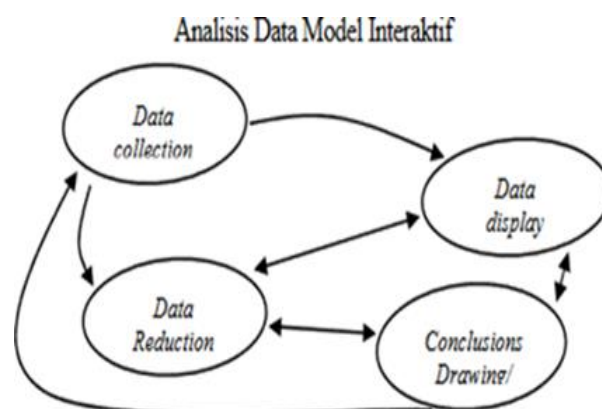 Analisis Data Model Interaktif
Data
collection
Data
display
Data
Reduction
Conclusions
Drawing/